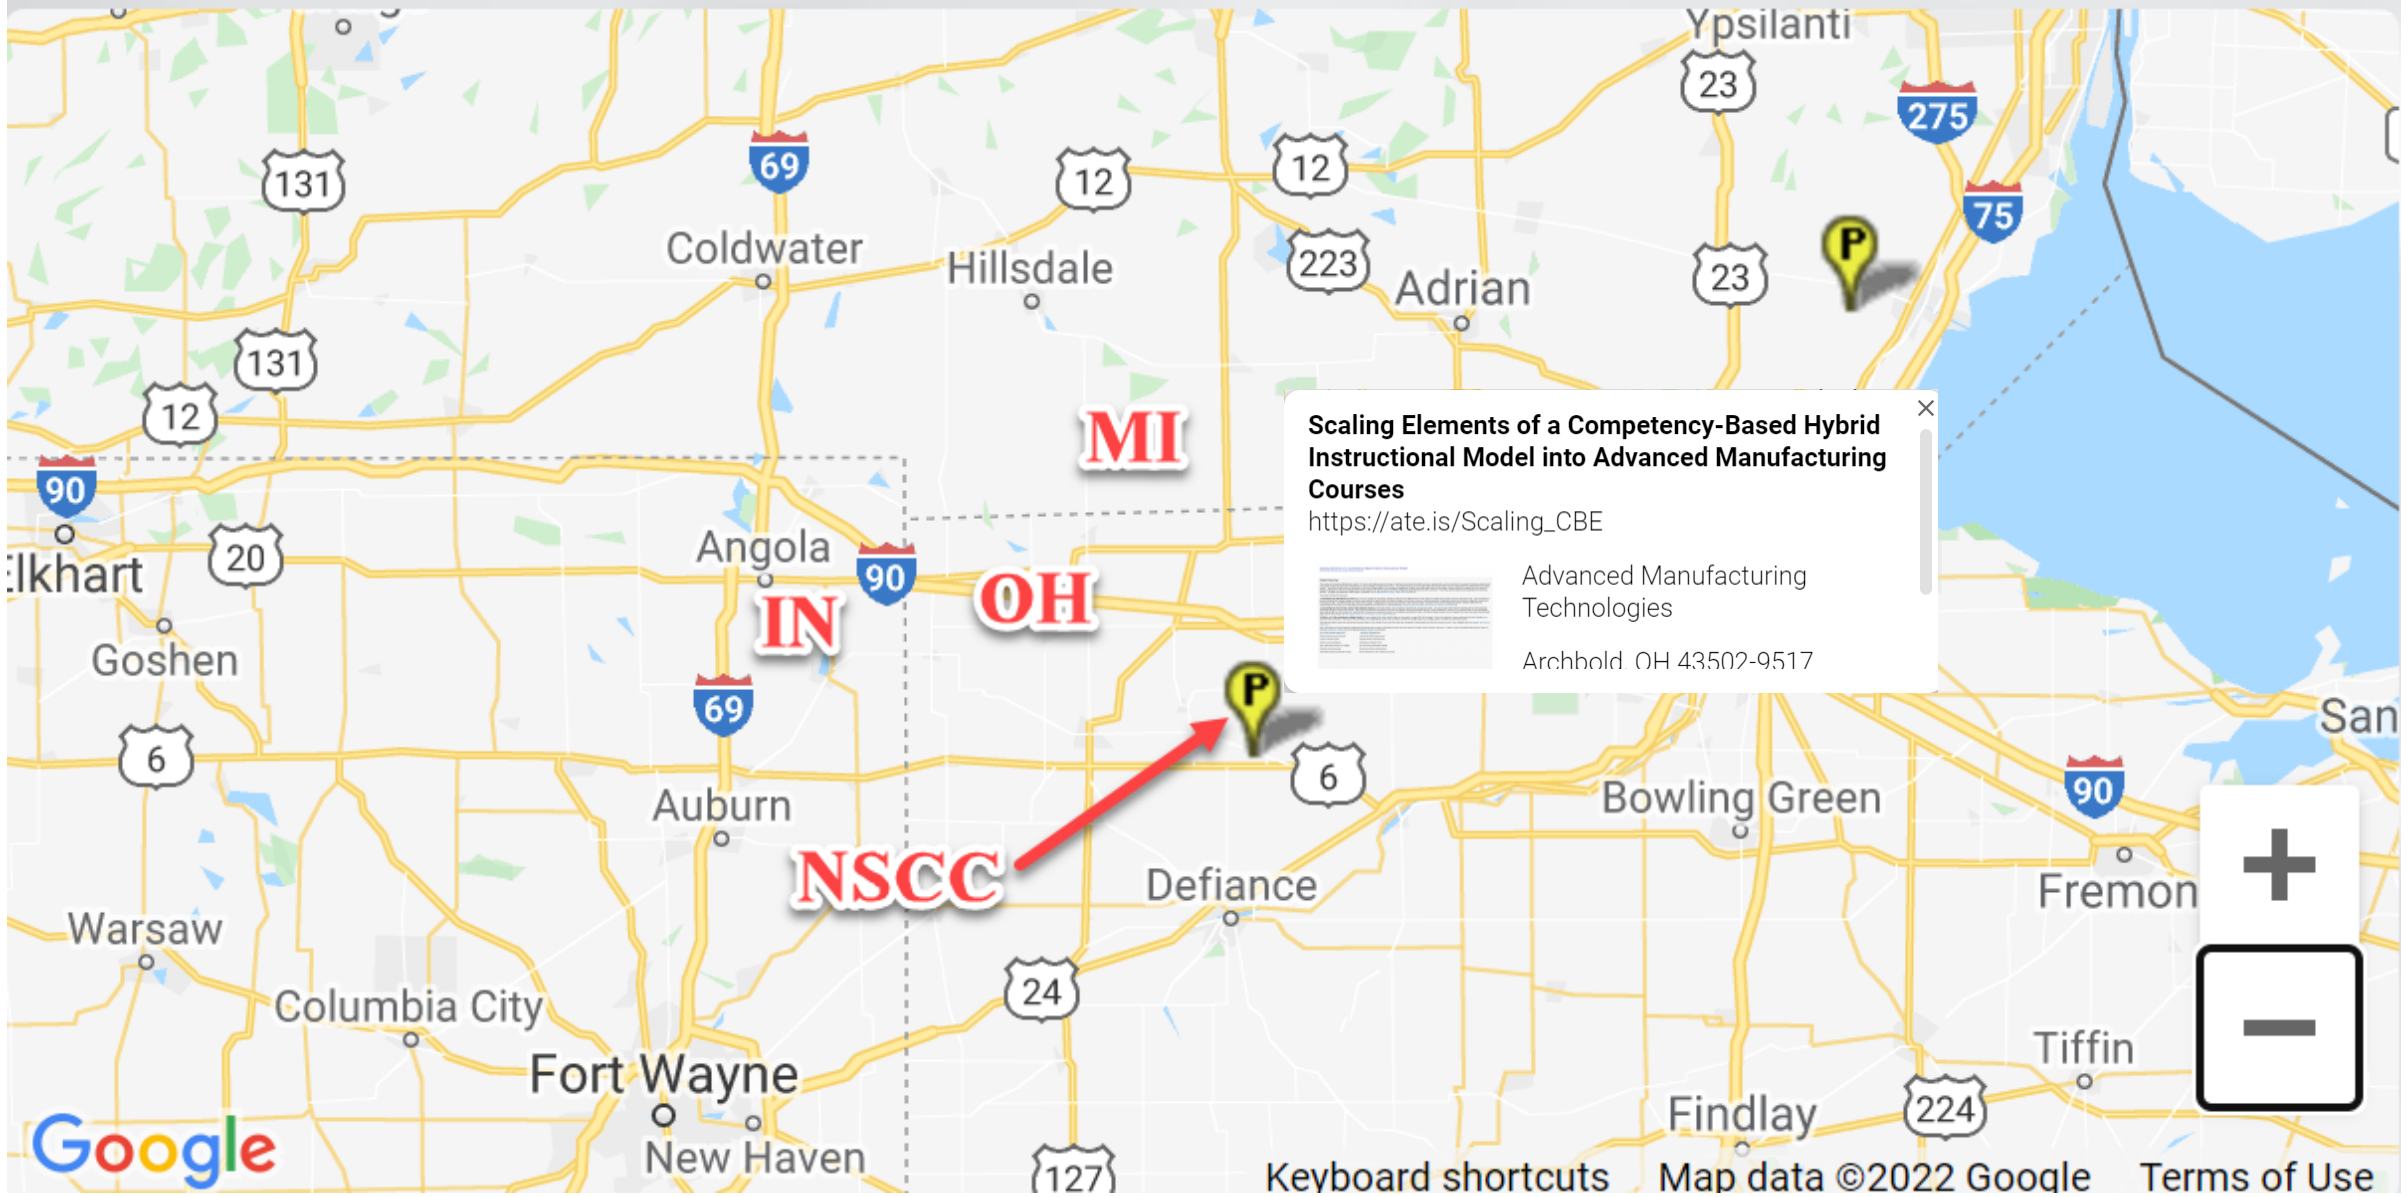 Ypsilanti
23
275
69
131
12
12
75
Coldwater
Hillsdale
223
Adrian
23
131
12
MI
Scaling Elements of a Competency-Based Hybrid
Instructional Model into Advanced Manufacturing
Courses
https://ate.is/Scaling_CBE
Advanced Manufacturing
Technologies
Archbold, OH 43502-9517
90
20
Angola
90
Elkhart
OH
IN
Goshen
P
P
69
6
6
San
Auburn
Bowling Green
90
NSCC
Defiance
Fremon
Warsaw
24
Columbia City
Tiffin
Fort Wayne
224
Findlay
Google
New Haven
127
Keyboard shortcuts
Map data ©2022 Google
Terms of Use